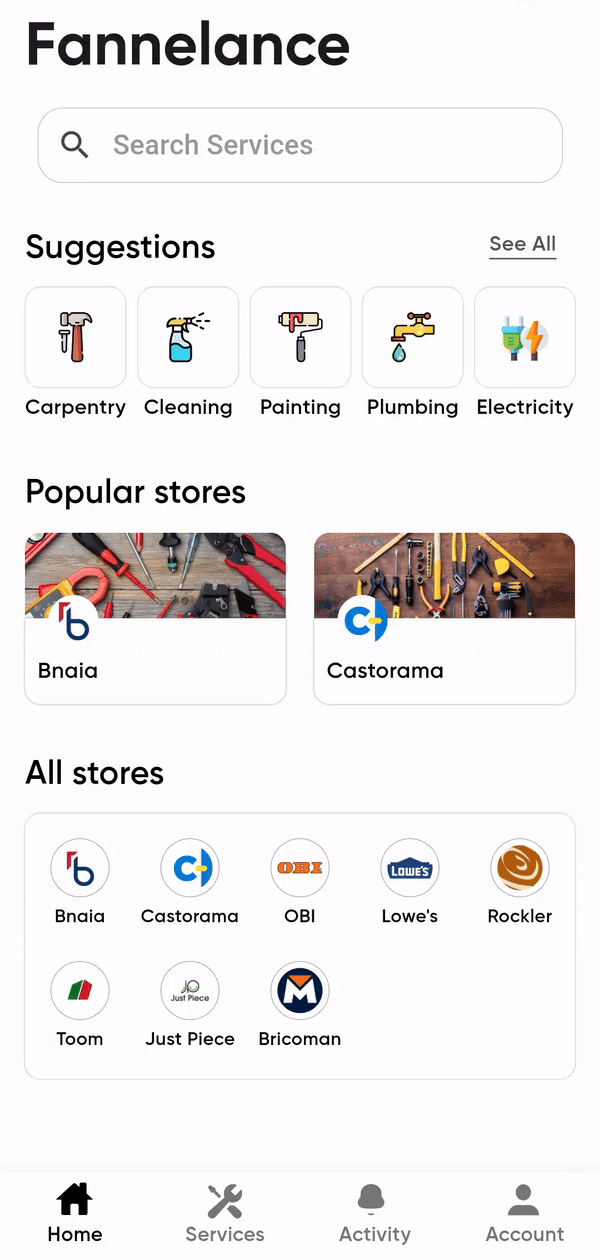 Fannelance
Search Services
Suggestions
See All
Carpentry Cleaning Painting Plumbing Electricity
Popular stores
b
C
Bnaia
Castorama
All stores
b C OBI LOWE'S
Bnaia Castorama OBI Lowe's Rockler
JP
Just Piece
M
Toom Just Piece Bricoman
Home Services Activity Account